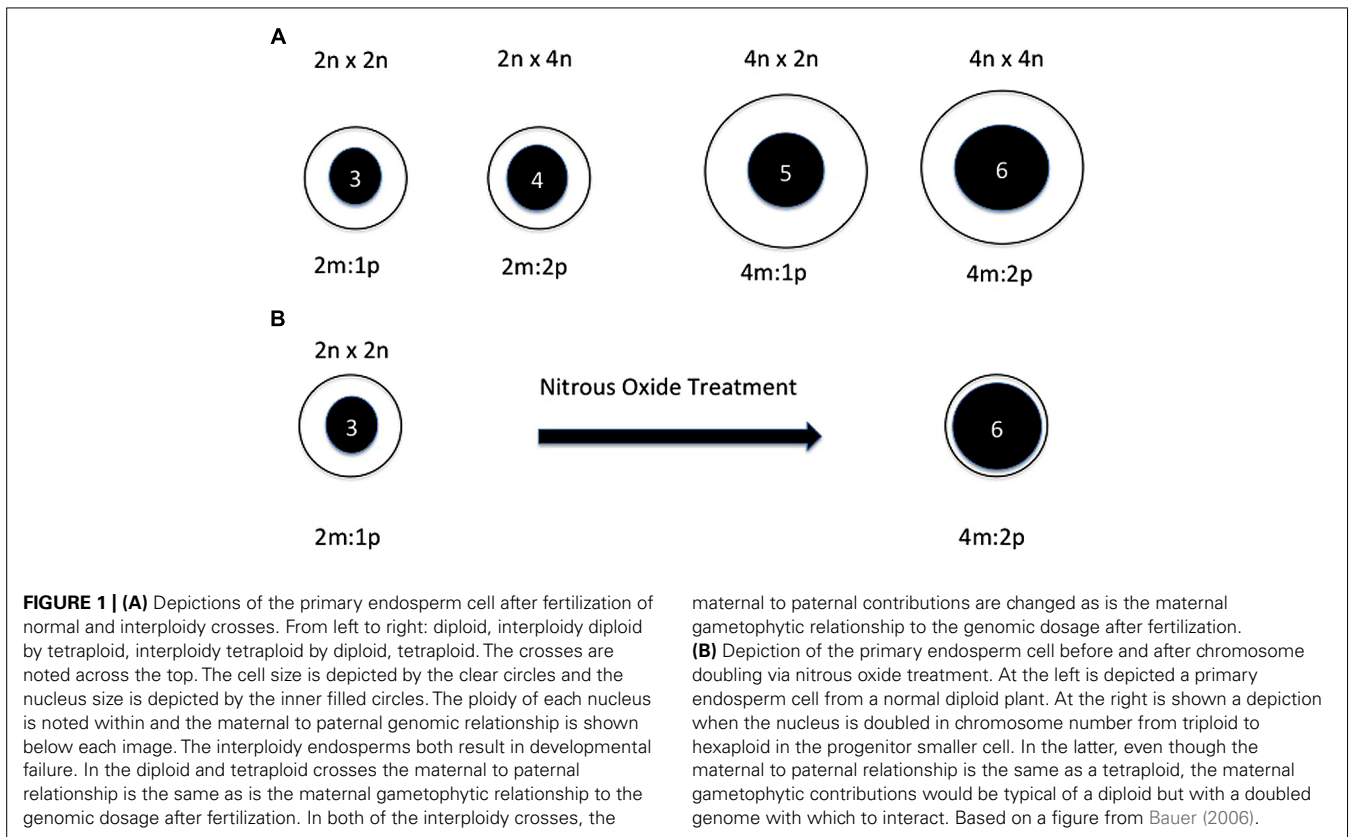 A
2n x 2n 2n x 4n 4n x 2n 4n x 4n
3 4 5 6
2m:1p 2m:2p 4m:1p 4m:2p
B
2n x 2n
Nitrous Oxide Treatment
3 6
2m:1p 4m:2p
FIGURE 1 | (A) Depictions of the primary endosperm cell after fertilization of
normal and interploidy crosses. From left to right: diploid, interploidy diploid
by tetraploid, interploidy tetraploid by diploid, tetraploid. The crosses are
noted across the top. The cell size is depicted by the clear circles and the
nucleus size is depicted by the inner filled circles. The ploidy of each nucleus
is noted within and the maternal to paternal genomic relationship is shown
below each image. The interploidy endosperms both result in developmental
failure. In the diploid and tetraploid crosses the maternal to paternal
relationship is the same as is the maternal gametophytic relationship to the
genomic dosage after fertilization. In both of the interploidy crosses, the
maternal to paternal contributions are changed as is the maternal
gametophytic relationship to the genomic dosage after fertilization.
(B) Depiction of the primary endosperm cell before and after chromosome
doubling via nitrous oxide treatment. At the left is depicted a primary
endosperm cell from a normal diploid plant. At the right is shown a depiction
when the nucleus is doubled in chromosome number from triploid to
hexaploid in the progenitor smaller cell. In the latter, even though the
maternal to paternal relationship is the same as a tetraploid, the maternal
gametophytic contributions would be typical of a diploid but with a doubled
genome with which to interact. Based on a figure from Bauer (2006).